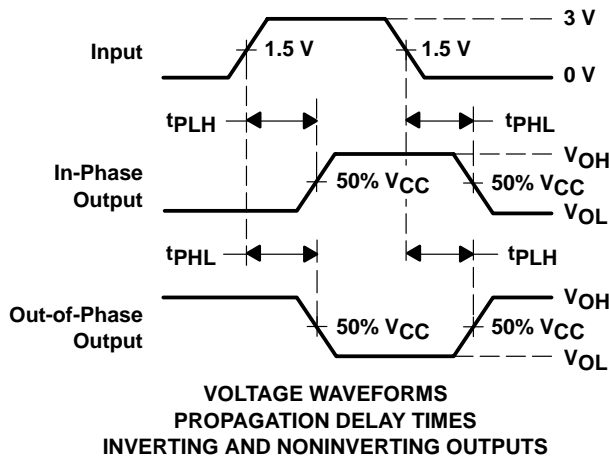 3 V
Input
1.5 V
1.5 V
0 V
tPLH
tPHL
In-Phase
Output
VOH
50% VCC
50% VCC
VOL
tPHL
tPLH
Out-of-Phase
Output
VOH
50% VCC
50% VCC
VOL
VOLTAGE WAVEFORMS
PROPAGATION DELAY TIMES
INVERTING AND NONINVERTING OUTPUTS